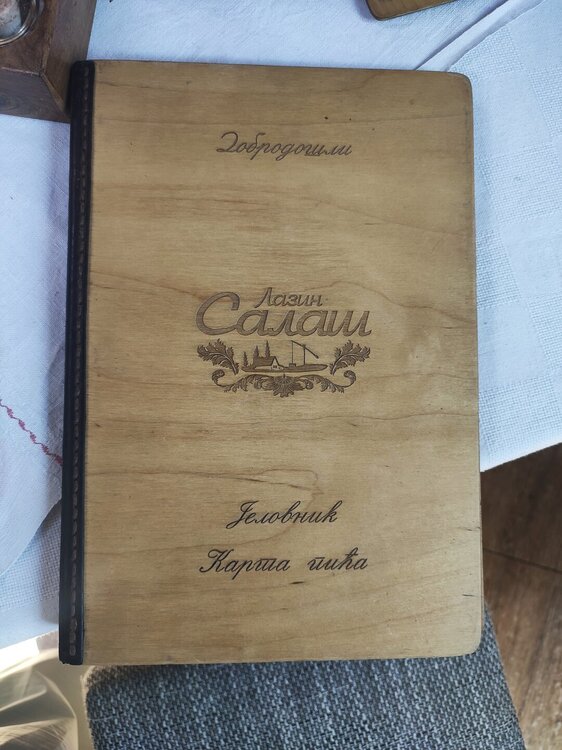 Добродошли
Лазин
Салаш
Јеловник
Карта пића